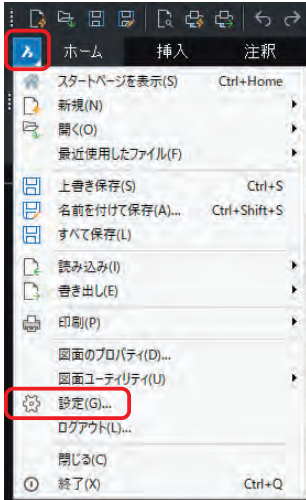 ホーム 挿入 注釈
スタートページを表示(S) Ctrl+Home
新規(N)
開く(O)
最近使用したファイル(F)
上書き保存(S) Ctrl+S
名前を付けて保存(A)... Ctrl+Shift+S
すべて保存(L)
読み込み(I)
書き出し(E)
印刷(P)
図面のプロパティ(D)...
図面ユーティリティ(U)
設定(G)...
ログアウト(L)...
閉じる(C)
終了(X) Ctrl+Q